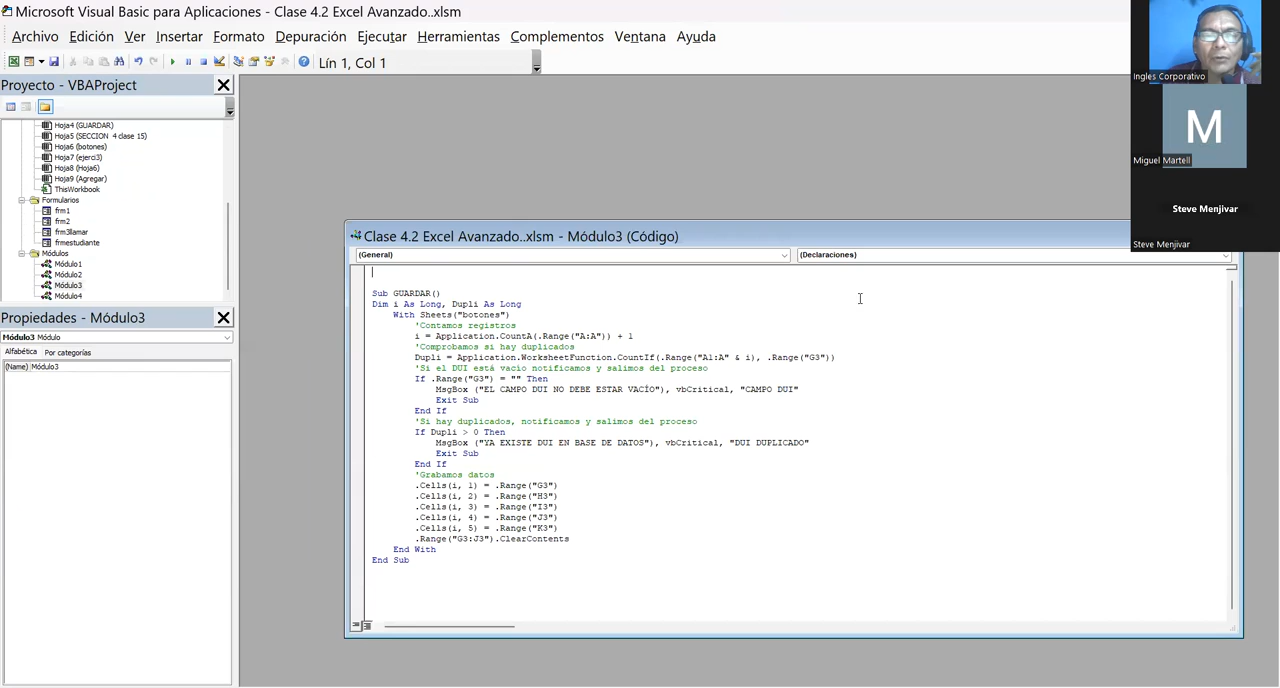 Microsoft Visual Basic para Aplicaciones - Clase 4.2 Excel Avanzado..xlsm
Archivo Edición Ver Insertar Formato Depuración Ejecutar Herramientas Complementos Ventana Ayuda
Lín 1, Col 1
Proyecto - VBAProject
Hoja4 (GUARDAR)
Hoja5 (SECCION 4 clase 15)
Hoja6 (botones)
Hoja7 (ejerci3)
Hoja8 (Hoja6)
Hoja9 (Agregar)
ThisWorkbook
Formularios
frm1
frm2
frm3llamar
frmestudiante
Módulos
Módulo1
Módulo2
Módulo3
Módulo4
Propiedades - Módulo3
Módulo3 Módulo
Alfabética Por categorías
(Name) Módulo3
Clase 4.2 Excel Avanzado..xlsm - Módulo3 (Código)
(General) (Declaraciones)
Sub GUARDAR()
Dim i As Long, Dupli As Long
With Sheets("botones")
'Contamos registros
i = Application.CountA(.Range("A:A")) + 1
'Comprobamos si hay duplicados
Dupli = Application.WorksheetFunction.CountIf(.Range("A1:A" & i), .Range("G3"))
'Si el DUI está vacío notificamos y salimos del proceso
If .Range("G3") = "" Then
MsgBox ("EL CAMPO DUI NO DEBE ESTAR VACÍO"), vbCritical, "CAMPO DUI"
Exit Sub
End If
'Si hay duplicados, notificamos y salimos del proceso
If Dupli > 0 Then
MsgBox ("YA EXISTE DUI EN BASE DE DATOS"), vbCritical, "DUI DUPLICADO"
Exit Sub
End If
'Grabamos datos
.Cells(i, 1) = .Range("G3")
.Cells(i, 2) = .Range("H3")
.Cells(i, 3) = .Range("I3")
.Cells(i, 4) = .Range("J3")
.Cells(i, 5) = .Range("K3")
.Range("G3:J3").ClearContents
End With
End Sub
Ingles Corporativo
M
Miguel Martell
Steve Menjivar
Steve Menjivar